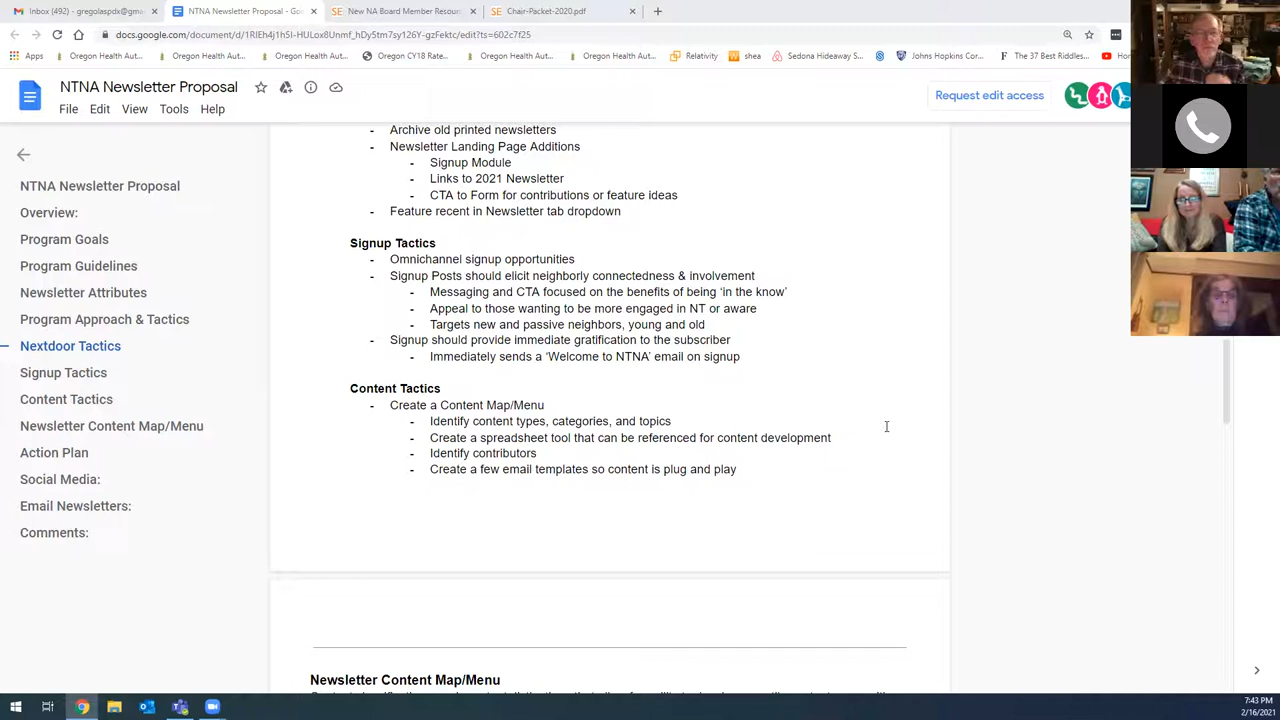 Inbox (492) - gregolaspdx@gma
NTNA Newsletter Proposal - Goo
New NA Board Member Resour
Chair-Packet-2020.pdf
Apps
Oregon Health Aut...
Oregon Health Aut...
Oregon Health Aut...
Oregon e-Horate...
Oregon Health Aut...
Oregon Health Aut...
Relativity
shea
Sedona Hideaway S...
Johns Hopkins Cor...
The 37 Best Riddles...
Hom
NTNA Newsletter Proposal
File Edit View Tools Help
Request edit access
NTNA Newsletter Proposal
Overview:
Program Goals
Program Guidelines
Newsletter Attributes
Program Approach & Tactics
Nextdoor Tactics
Signup Tactics
Content Tactics
Newsletter Content Map/Menu
Action Plan
Social Media:
Email Newsletters:
Comments:
- Archive old printed newsletters
- Newsletter Landing Page Additions
- Signup Module
- Links to 2021 Newsletter
- CTA to Form for contributions or feature ideas
- Feature recent in Newsletter tab dropdown
Signup Tactics
- Omnichannel signup opportunities
- Signup Posts should elicit neighborly connectedness & involvement
- Messaging and CTA focused on the benefits of being ‘in the know’
- Appeal to those wanting to be more engaged in NT or aware
- Targets new and passive neighbors, young and old
- Signup should provide immediate gratification to the subscriber
- Immediately sends a ‘Welcome to NTNA’ email on signup
Content Tactics
- Create a Content Map/Menu
- Identify content types, categories, and topics
- Create a spreadsheet tool that can be referenced for content development
- Identify contributors
- Create a few email templates so content is plug and play
Newsletter Content Map/Menu
7:43 PM
2/16/2021